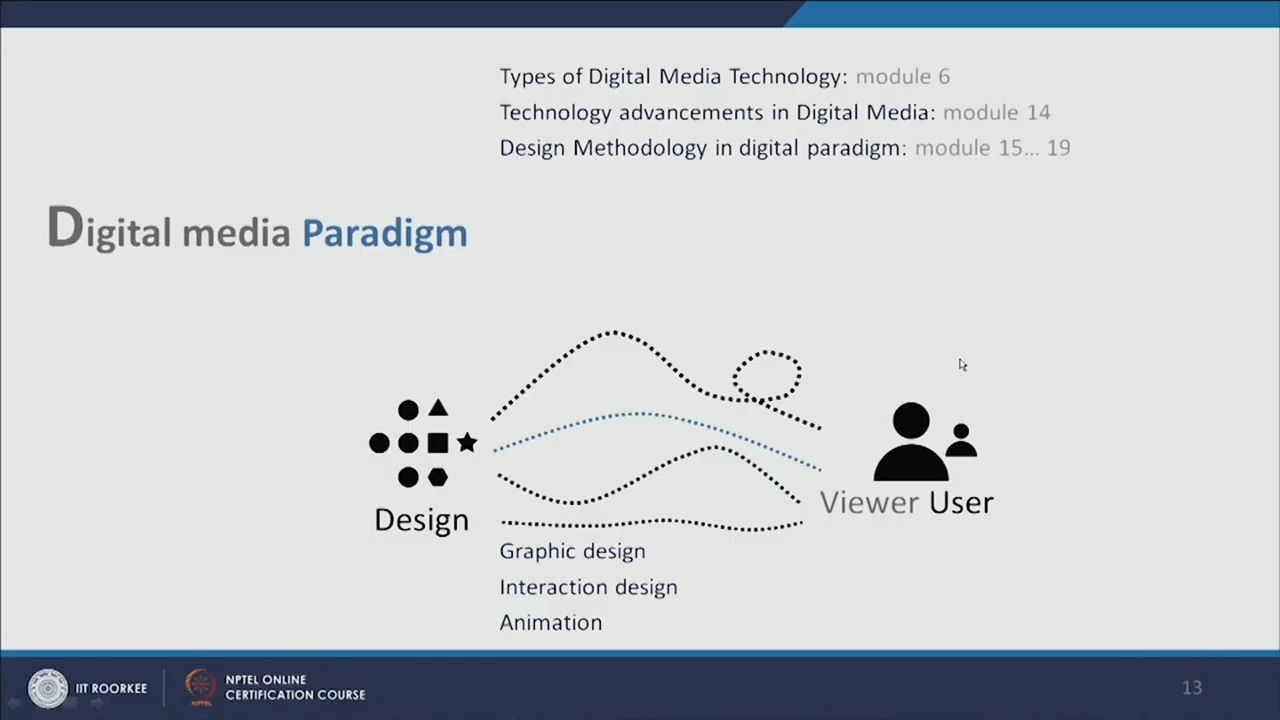 Types of Digital Media Technology: module 6
Technology advancements in Digital Media: module 14
Design Methodology in digital paradigm: module 15... 19
Digital media Paradigm
Design
Viewer User
Graphic design
Interaction design
Animation
IIT ROORKEE
NPTEL ONLINE
CERTIFICATION COURSE
NPTEL
13